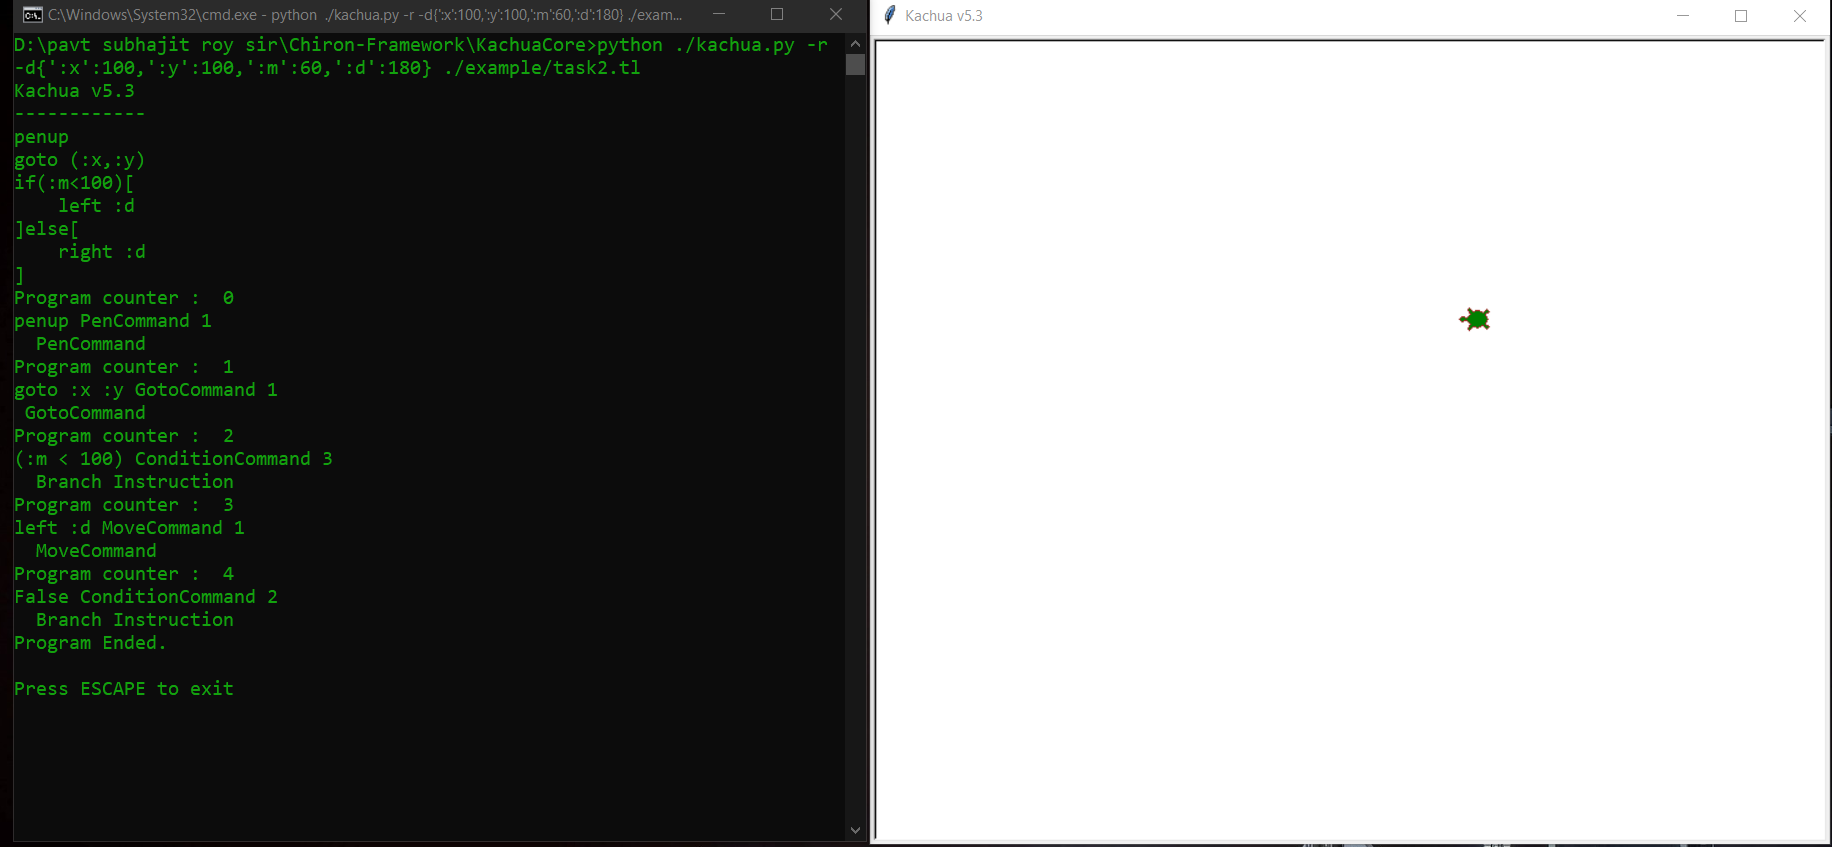 C:\Windows\System32\cmd.exe - python  ./kachua.py -r -d{':x':100,':y':100,':m':60,':d':180} ./exam...
D:\pavt subhajit roy sir\Chiron-Framework\KachuaCore>python ./kachua.py -r
-d{':x':100,':y':100,':m':60,':d':180} ./example/task2.tl
Kachua v5.3
------------
penup
goto (:x,:y)
if(:m<100)[
    left :d
]else[
    right :d
]
Program counter :  0
penup PenCommand 1
  PenCommand
Program counter :  1
goto :x :y GotoCommand 1
 GotoCommand
Program counter :  2
(:m < 100) ConditionCommand 3
  Branch Instruction
Program counter :  3
left :d MoveCommand 1
  MoveCommand
Program counter :  4
False ConditionCommand 2
  Branch Instruction
Program Ended.

Press ESCAPE to exit
Kachua v5.3